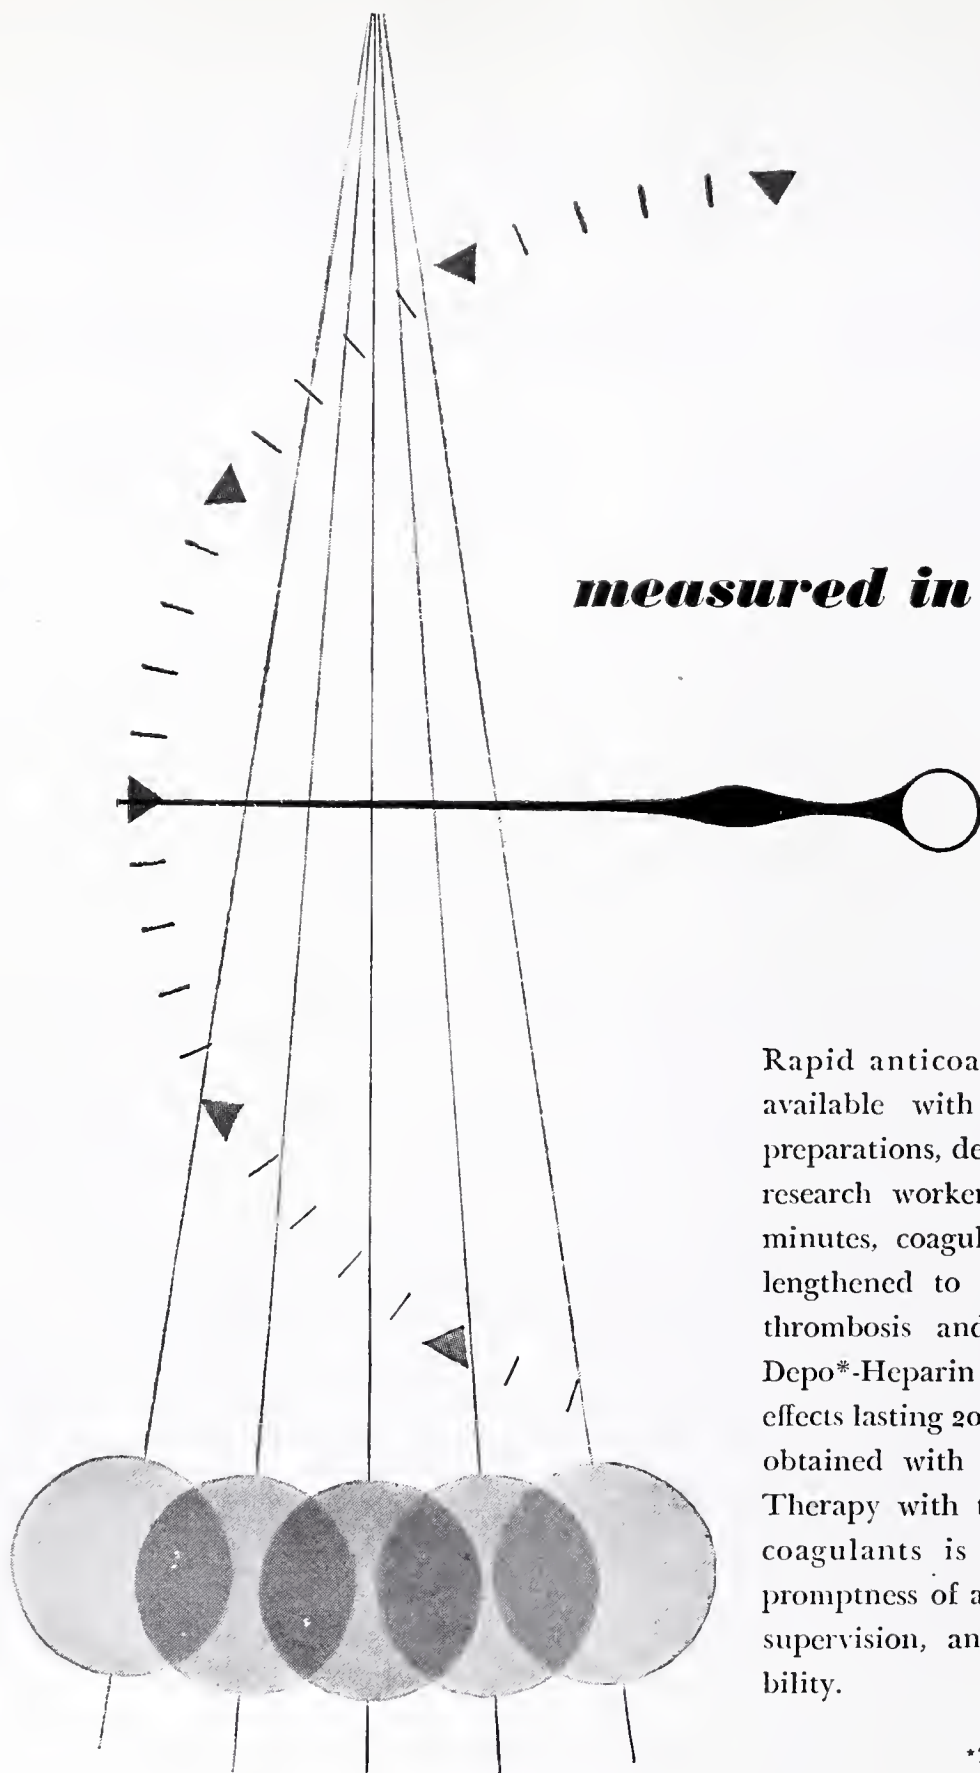 measured in
Rapid anticoa
available with
preparations, de
research worker
minutes, coagul
lengthened to
thrombosis and
Depo*-Heparin
effects lasting 20
obtained with
Therapy with t
coagulants is
promptness of a
supervision, an
bility.
*